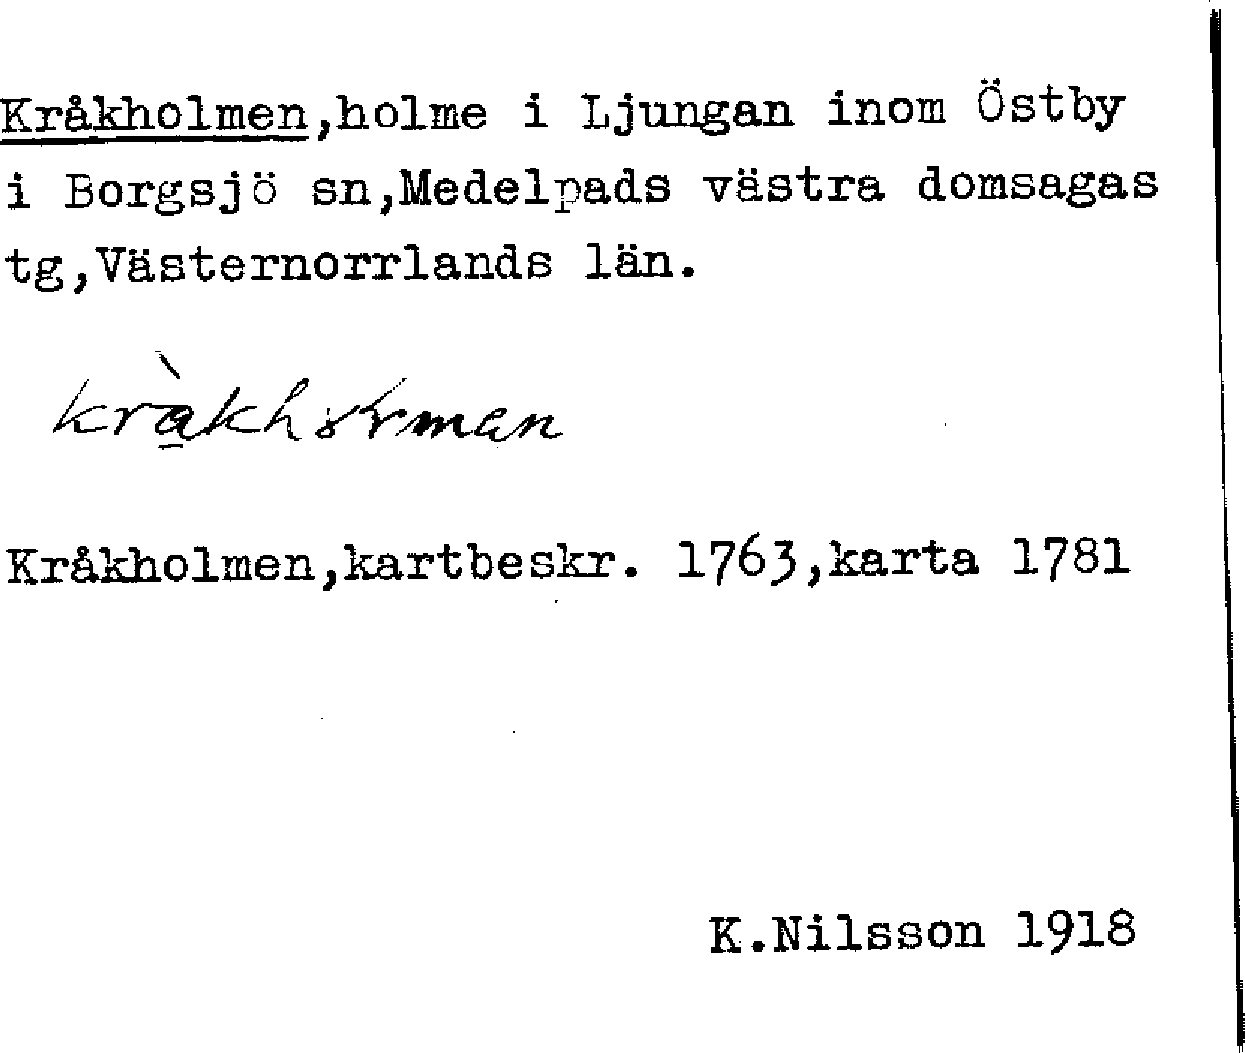 Kråkholmen,holme i Ljungan inom Östby
i Borgsjö sn,Medelpads västra domsagas
tg,Västernorrlands län.
Kråkholmen,kartbeskr. 1763,karta 1781
K.Nilsson 1918